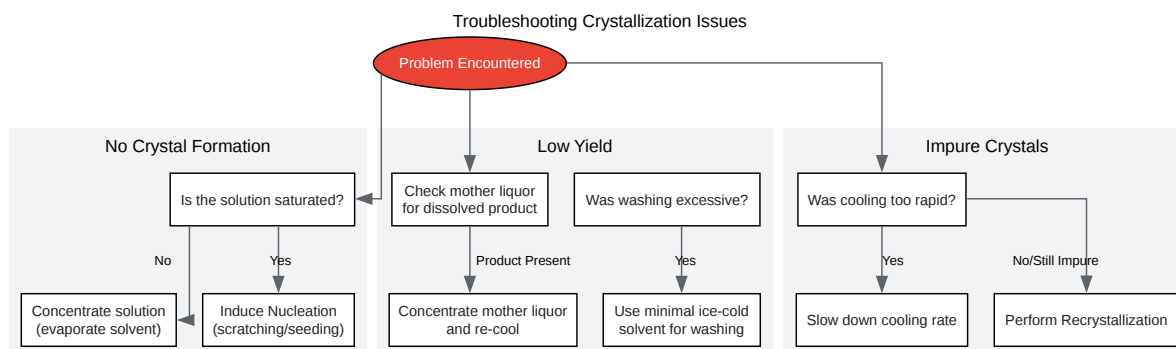 Troubleshooting Crystallization Issues
Problem Encountered
No Crystal Formation
Is the solution saturated?
No
Yes
Concentrate solution
(evaporate solvent)
Induce Nucleation
(scratching/seeding)
Low Yield
Check mother liquor
for dissolved product
Was washing excessive?
Product Present
Yes
Concentrate mother liquor
and re-cool
Use minimal ice-cold
solvent for washing
Impure Crystals
Was cooling too rapid?
Yes
No/Still Impure
Slow down cooling rate
Perform Recrystallization